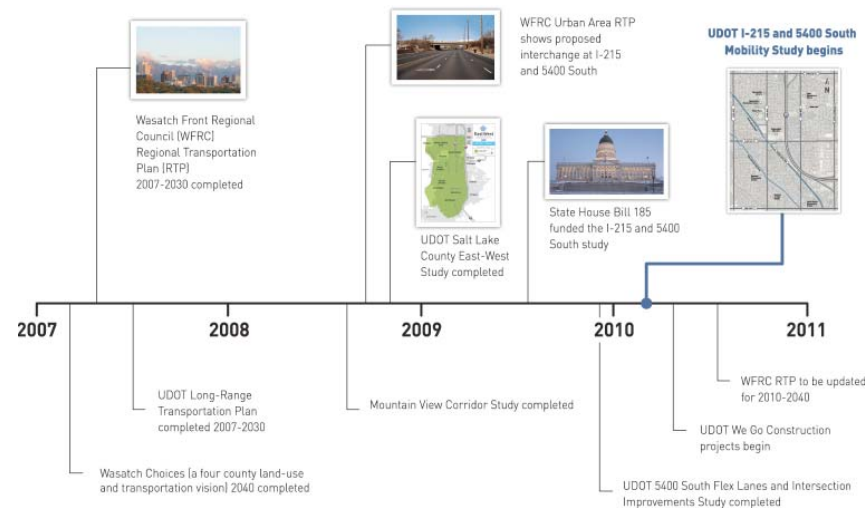 WFRC Urban Area RTP
shows proposed
interchange at I-215
and 5400 South
UDOT I-215 and 5400 South
Mobility Study begins
Wasatch Front Regional
Council (WFRC)
Regional Transportation
Plan (RTP)
2007-2030 completed
UDOT Salt Lake
County East-West
Study completed
State House Bill 185
funded the I-215 and 5400
South study
2007
2008
2009
2010
2011
UDOT Long-Range
Transportation Plan
completed 2007-2030
Mountain View Corridor Study completed
WFRC RTP to be updated
for 2010-2040
UDOT We Go Construction
projects begin
Wasatch Choices (a four county land-use
and transportation vision) 2040 completed
UDOT 5400 South Flex Lanes and Intersection
Improvements Study completed